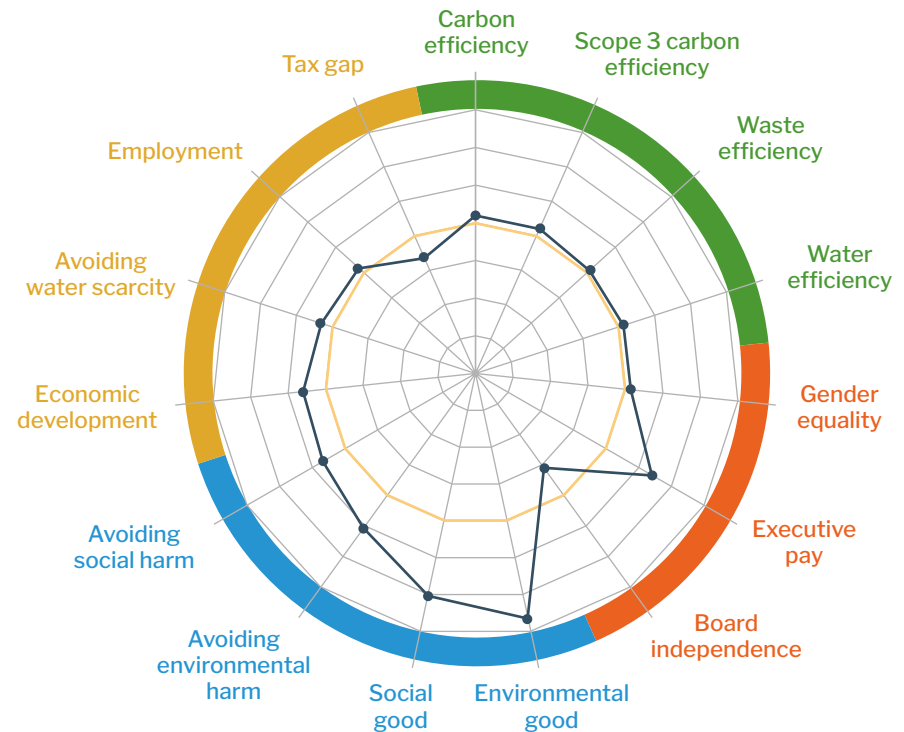 Carbon
efficiency
Scope 3 carbon
efficiency
Waste
efficiency
Water
efficiency
Gender
equality
Executive
pay
Board
independence
Environmental
good
Social
good
Avoiding
environmental
harm
Avoiding
social harm
Economic
development
Avoiding
water scarcity
Employment
Tax gap